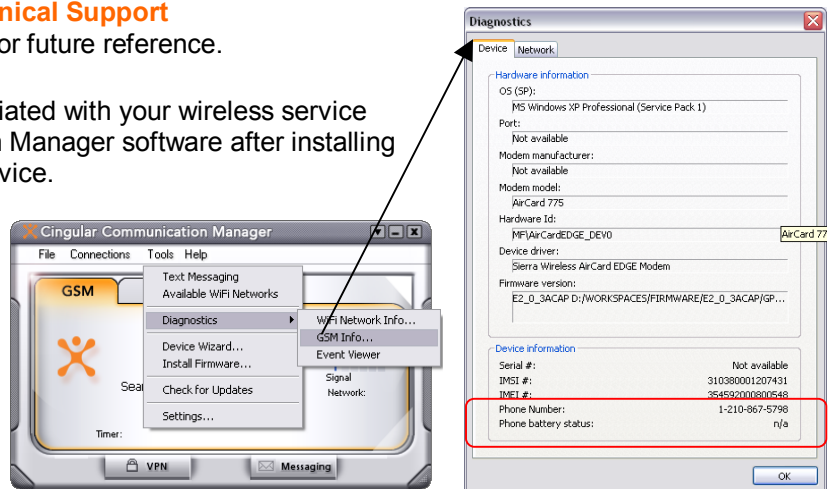 nical Support
or future reference.
iated with your wireless service
n Manager software after installing
vice.
Cingular Communication Manager
File Connections Tools Help
GSM
Text Messaging
Available WiFi Networks
Diagnostics
Device Wizard...
Install Firmware...
Check for Updates
Settings...
WiFi Network Info...
GSM Info...
Event Viewer
Sear
Signal
Network:
Timer:
VPN
Messaging
Diagnostics
Device Network
Hardware information
OS (SP):
MS Windows XP Professional (Service Pack 1)
Port:
Not available
Modem manufacturer:
Not available
Modem model:
AirCard 775
Hardware Id:
MF\AirCardEDGE_DEV0
AirCard 77
Device driver:
Sierra Wireless AirCard EDGE Modem
Firmware version:
E2_0_3ACAP D:/WORKSPACES/FIRMWARE/E2_0_3ACAP/GP...
Device information
Serial #: Not available
IMSI #: 310380001207431
IMEI #: 354592000800548
Phone Number: 1-210-867-5798
Phone battery status: n/a
OK